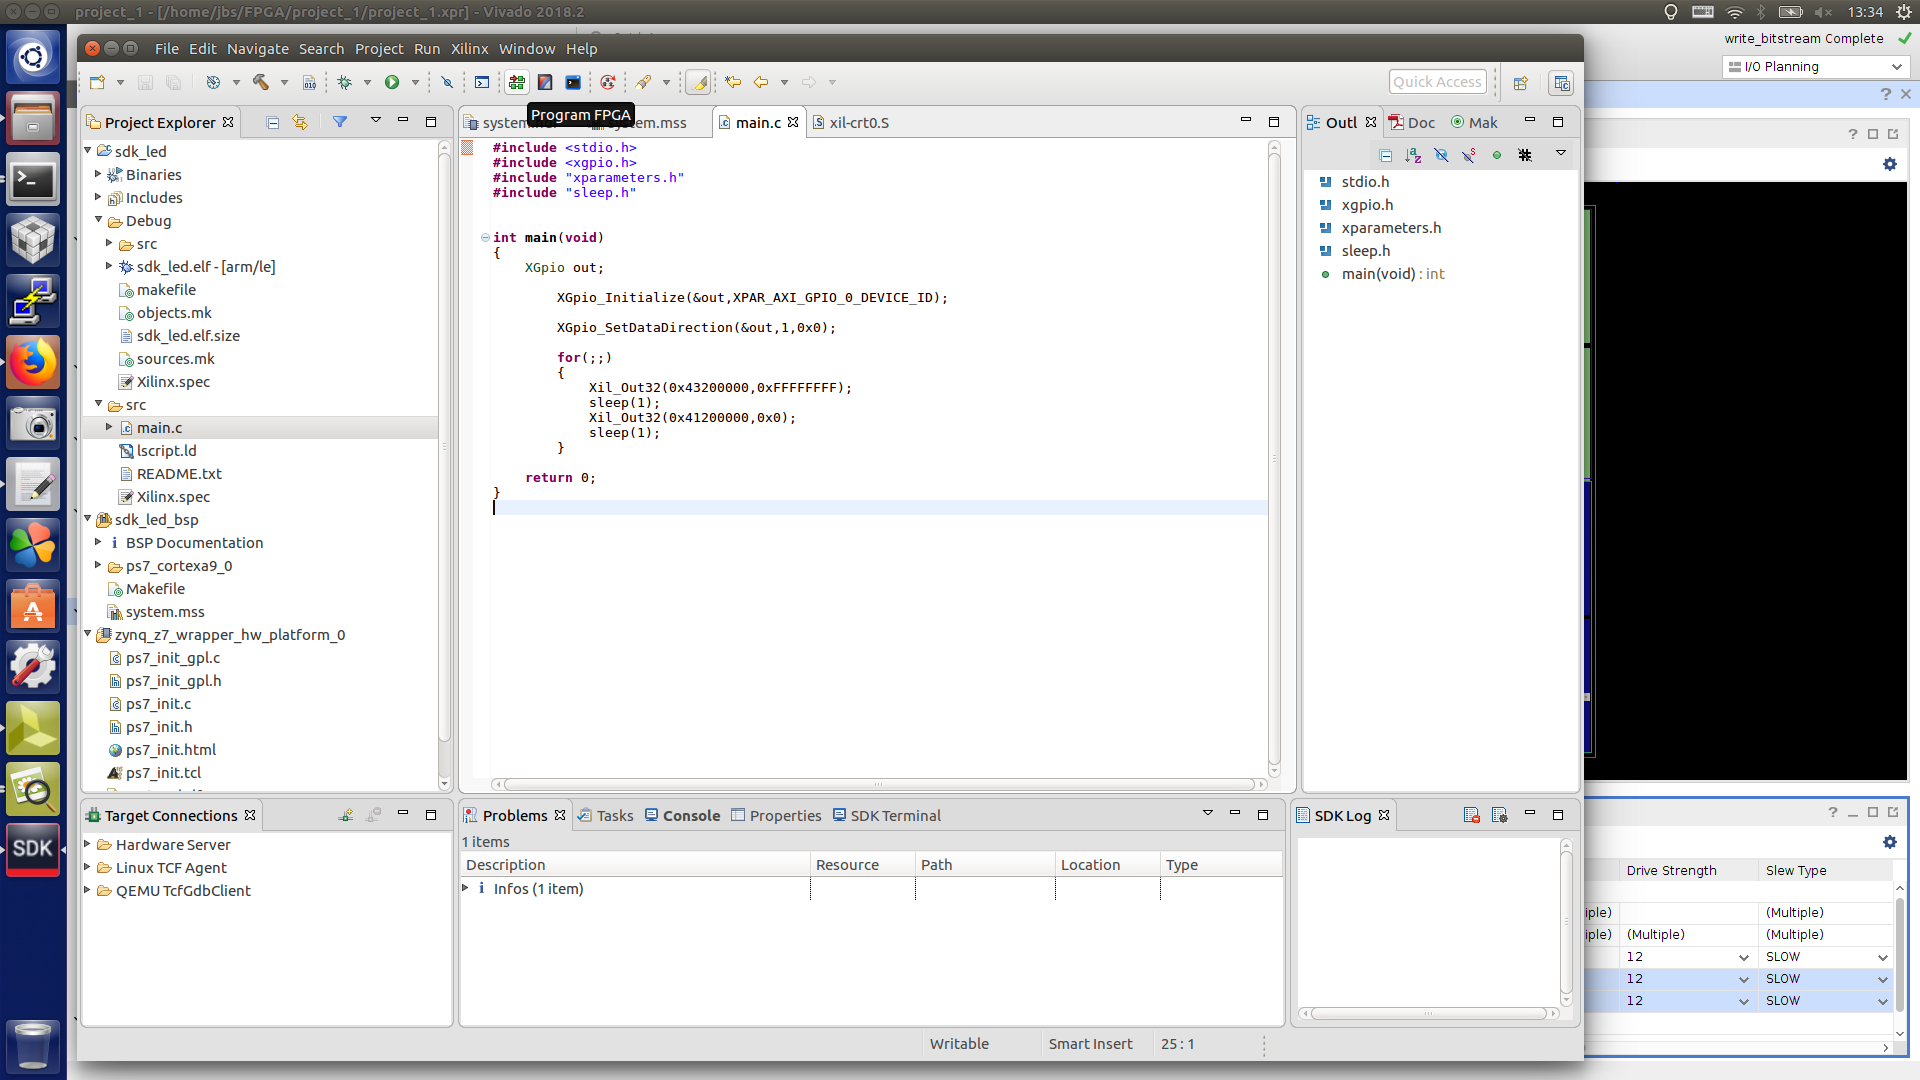 project_1 - [/home/jbs/FPGA/project_1/project_1.xpr] - Vivado 2018.2
13:34
write_bitstream Complete
I/O Planning
File Edit Navigate Search Project Run Xilinx Window Help
Quick Access
Program FPGA
Project Explorer
system.mss
main.c
xil-crt0.S
Outl
Doc
Mak
sdk_led
Binaries
Includes
Debug
src
sdk_led.elf - [arm/le]
makefile
objects.mk
sdk_led.elf.size
sources.mk
Xilinx.spec
src
main.c
lscript.ld
README.txt
Xilinx.spec
sdk_led_bsp
BSP Documentation
ps7_cortexa9_0
Makefile
system.mss
zynq_z7_wrapper_hw_platform_0
ps7_init_gpl.c
ps7_init_gpl.h
ps7_init.c
ps7_init.h
ps7_init.html
ps7_init.tcl
#include <stdio.h>
#include <xgpio.h>
#include "xparameters.h"
#include "sleep.h"
int main(void)
{
XGpio out;
XGpio_Initialize(&out,XPAR_AXI_GPIO_0_DEVICE_ID);
XGpio_SetDataDirection(&out,1,0x0);
for(;;)
{
Xil_Out32(0x43200000,0xFFFFFFFF);
sleep(1);
Xil_Out32(0x41200000,0x0);
sleep(1);
}
return 0;
}
stdio.h
xgpio.h
xparameters.h
sleep.h
main(void) : int
Target Connections
Hardware Server
Linux TCF Agent
QEMU TcfGdbClient
Problems
Tasks
Console
Properties
SDK Terminal
1 items
Description Resource Path Location Type
Infos (1 item)
SDK Log
SDK
Drive Strength Slew Type
iple) (Multiple)
iple) (Multiple) (Multiple)
12 SLOW
12 SLOW
12 SLOW
Writable Smart Insert 25 : 1